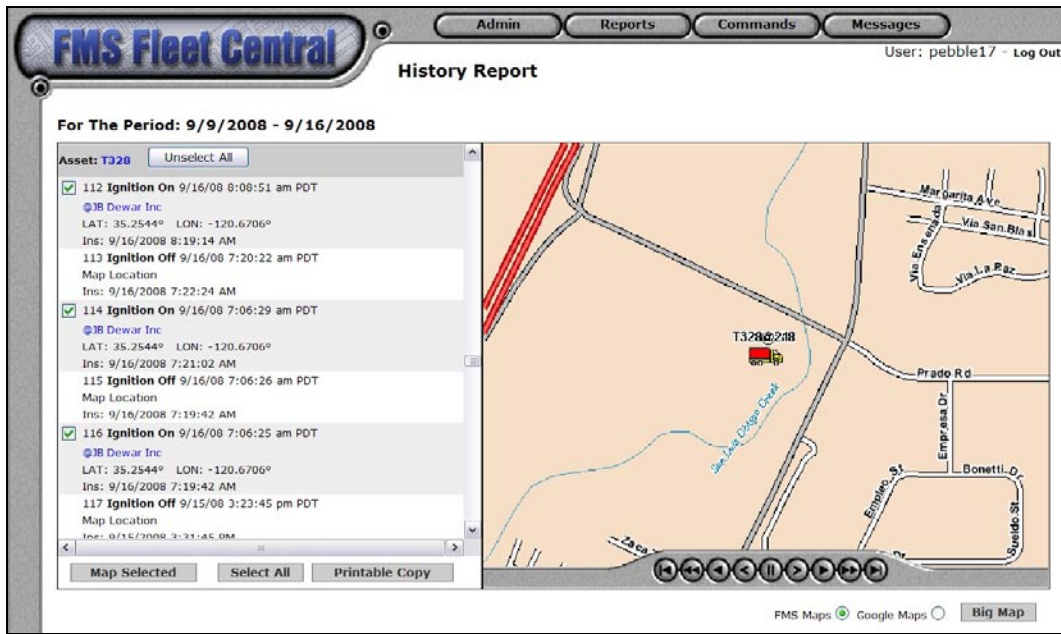 FMS Fleet Central
Admin
Reports
Commands
Messages
User: pebble17 - Log Out
History Report
For The Period: 9/9/2008 - 9/16/2008
Asset: T328
Unselect All
112 Ignition On 9/16/08 8:08:51 am PDT
@JB Dewar Inc
LAT: 35.2544° LON: -120.6706°
Ins: 9/16/2008 8:19:14 AM
113 Ignition Off 9/16/08 7:20:22 am PDT
Map Location
Ins: 9/16/2008 7:22:24 AM
114 Ignition On 9/16/08 7:06:29 am PDT
@JB Dewar Inc
LAT: 35.2544° LON: -120.6706°
Ins: 9/16/2008 7:21:02 AM
115 Ignition Off 9/16/08 7:06:26 am PDT
Map Location
Ins: 9/16/2008 7:19:42 AM
116 Ignition On 9/16/08 7:06:25 am PDT
@JB Dewar Inc
LAT: 35.2544° LON: -120.6706°
Ins: 9/16/2008 7:19:42 AM
117 Ignition Off 9/15/08 3:23:45 pm PDT
Map Location
Ins: 9/15/2008 3:31:45 PM
Map Selected
Select All
Printable Copy
Margarita Ave
Via San Blas
Via Ensenada
Via La Paz
Prado Rd
Empresa Dr
San Luis Obispo Creek
Bonetti Dr
Empleo St
Sueldo St
Zaca
FMS Maps
Google Maps
Big Map